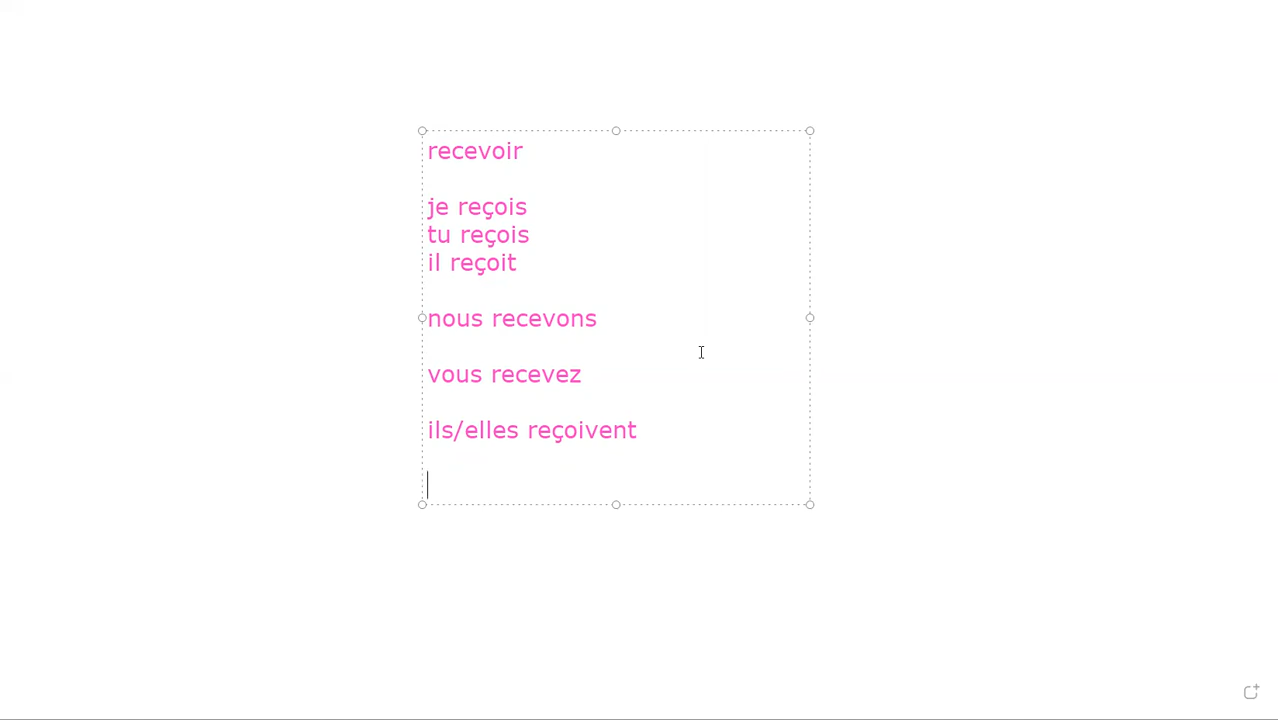 recevoir
je reçois
tu reçois
il reçoit
nous recevons
vous recevez
ils/elles reçoivent